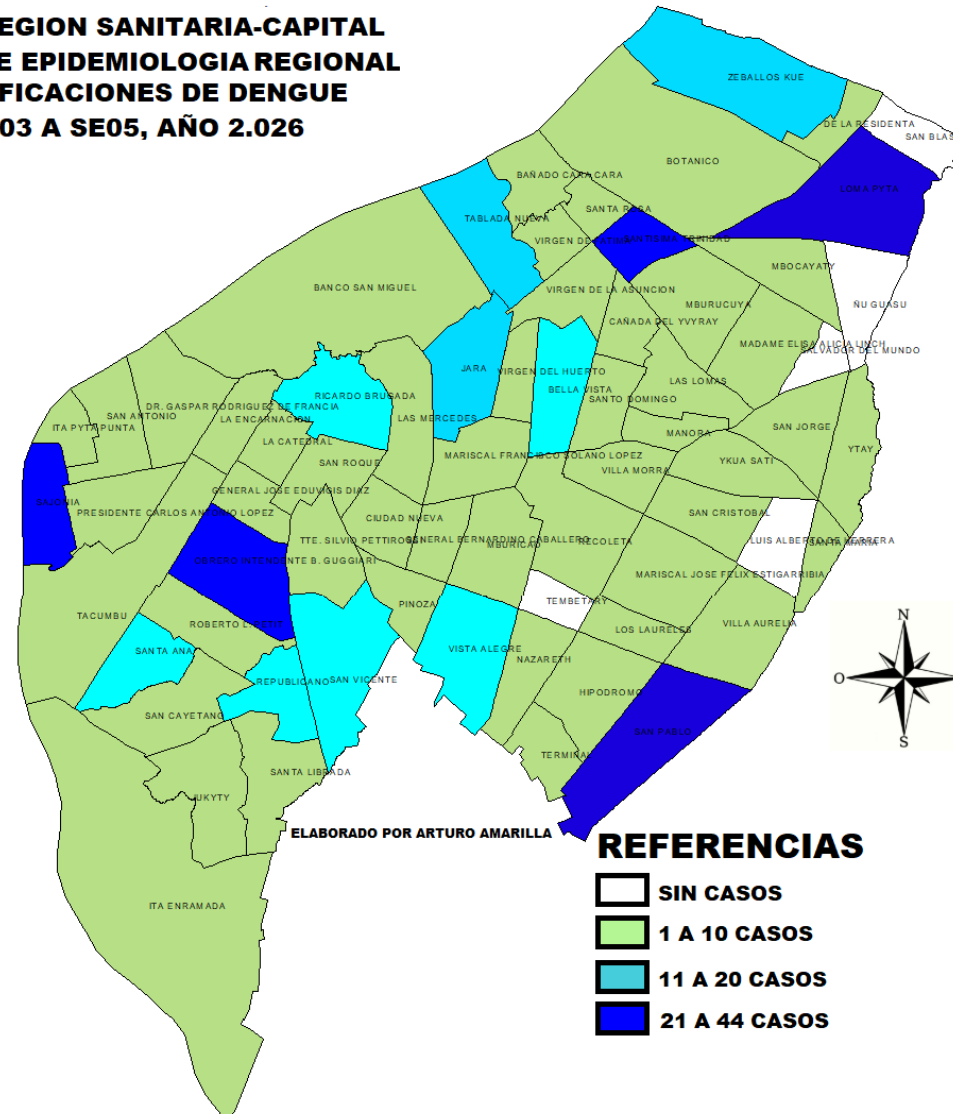 EGION SANITARIA-CAPITAL
E EPIDEMIOLOGIA REGIONAL
FICACIONES DE DENGUE
03 A SE05, AÑO 2.026
ZEBALLOS KUE
DE LA RESIDENTA
SAN BLAS
BOTANICO
BAÑADO CARA CARA
LOMA PYTA
SANTA ROSA
TABLADA NUEVA
VIRGEN DE FATIMA
SANTISIMA TRINIDAD
MBOCAYATY
BANCO SAN MIGUEL
VIRGEN DE LA ASUNCION
MBURUCUYA
ÑU GUASU
CAÑADA DEL YVYRAY
MADAME ELISA ALICIA LINCH
SALVADOR DEL MUNDO
JARA
VIRGEN DEL HUERTO
LAS LOMAS
BELLA VISTA
RICARDO BRUGADA
SANTO DOMINGO
DR. GASPAR RODRIGUEZ DE FRANCIA
SAN ANTONIO
LA ENCARNACION
LAS MERCEDES
ITA PYTA PUNTA
SAN JORGE
MANORA
LA CATEDRAL
YTAY
MARISCAL FRANCISCO SOLANO LOPEZ
SAN ROQUE
YKUA SATI
VILLA MORRA
GENERAL JOSE EDUVIGIS DIAZ
SAJONIA
PRESIDENTE CARLOS ANTONIO LOPEZ
CIUDAD NUEVA
SAN CRISTOBAL
TTE. SILVIO PETTIROSSI
GENERAL BERNARDINO CABALLERO
MBURICAO
RECOLETA
LUIS ALBERTO DE HERRERA
SANTA MARIA
OBRERO INTENDENTE B. GUGGIARI
MARISCAL JOSE FELIX ESTIGARRIBIA
PINOZA
TEMBETARY
TACUMBU
ROBERTO L. PETIT
LOS LAURELES
VILLA AURELIA
SANTA ANA
VISTA ALEGRE
NAZARETH
REPUBLICANO
SAN VICENTE
HIPODROMO
SAN CAYETANO
SAN PABLO
TERMINAL
SANTA LIBRADA
JUKYTY
ITA ENRAMADA
N
O
S
ELABORADO POR ARTURO AMARILLA
REFERENCIAS
SIN CASOS
1 A 10 CASOS
11 A 20 CASOS
21 A 44 CASOS